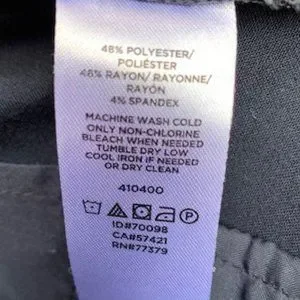 48% POLYESTER/
POLIÉSTER
48% RAYON/ RAYONNE/
RAYÓN
4% SPANDEX
MACHINE WASH COLD
ONLY NON-CHLORINE
BLEACH WHEN NEEDED
TUMBLE DRY LOW
COOL IRON IF NEEDED
OR DRY CLEAN
410400
ID#70098
CA#57421
RN#77379